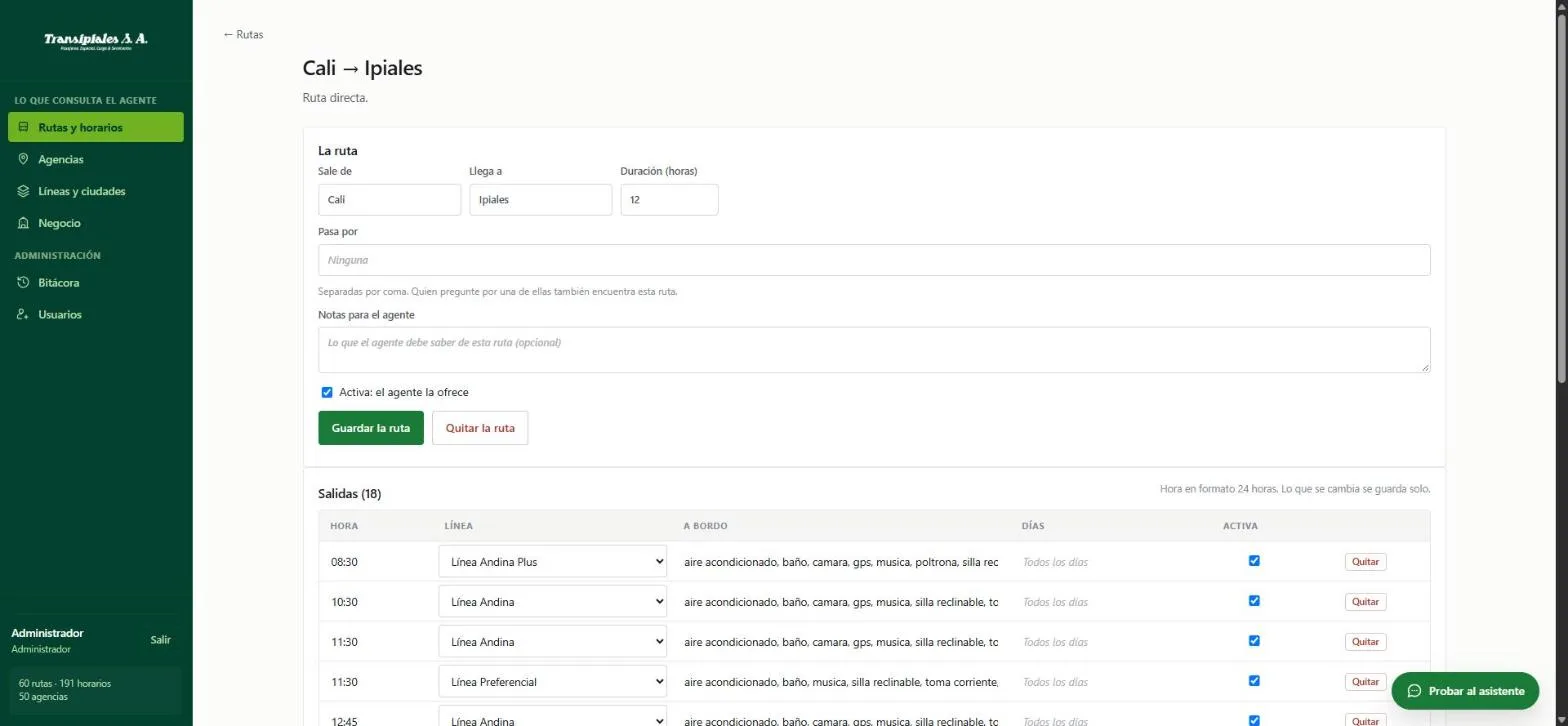 Transipiales S. A.
← Rutas
Cali → Ipiales
Ruta directa.
LO QUE CONSULTA EL AGENTE
Rutas y horarios
Agencias
Líneas y ciudades
Negocio
ADMINISTRACIÓN
Bitácora
Usuarios
La ruta
Sale de Llega a Duración (horas)
Cali Ipiales 12
Pasa por
Ninguna
Separadas por coma. Quien pregunte por una de ellas también encuentra esta ruta.
Notas para el agente
Lo que el agente debe saber de esta ruta (opcional)
Activa: el agente la ofrece
Guardar la ruta Quitar la ruta
Salidas (18) Hora en formato 24 horas. Lo que se cambia se guarda solo.
HORA LÍNEA A BORDO DÍAS ACTIVA
08:30 Línea Andina Plus aire acondicionado, baño, camara, gps, musica, poltrona, silla rec Todos los días Quitar
10:30 Línea Andina aire acondicionado, baño, camara, gps, musica, silla reclinable, to Todos los días Quitar
11:30 Línea Andina aire acondicionado, baño, camara, gps, musica, silla reclinable, to Todos los días Quitar
11:30 Línea Preferencial aire acondicionado, baño, musica, silla reclinable, toma corriente, Todos los días Quitar
12:45 Línea Andina aire acondicionado, baño, camara, gps, musica, silla reclinable, to Todos los días Quitar
Administrador
Administrador
Salir
60 rutas · 191 horarios
50 agencias
Probar al asistente